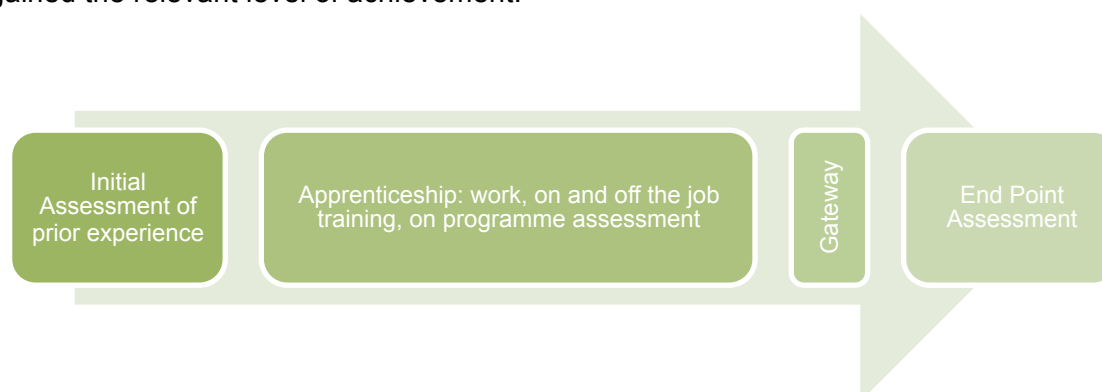 gained the relevant level of achievement.
Initial
Assessment of
prior experience
Apprenticeship: work, on and off the job
training, on programme assessment
Gateway
End Point
Assessment